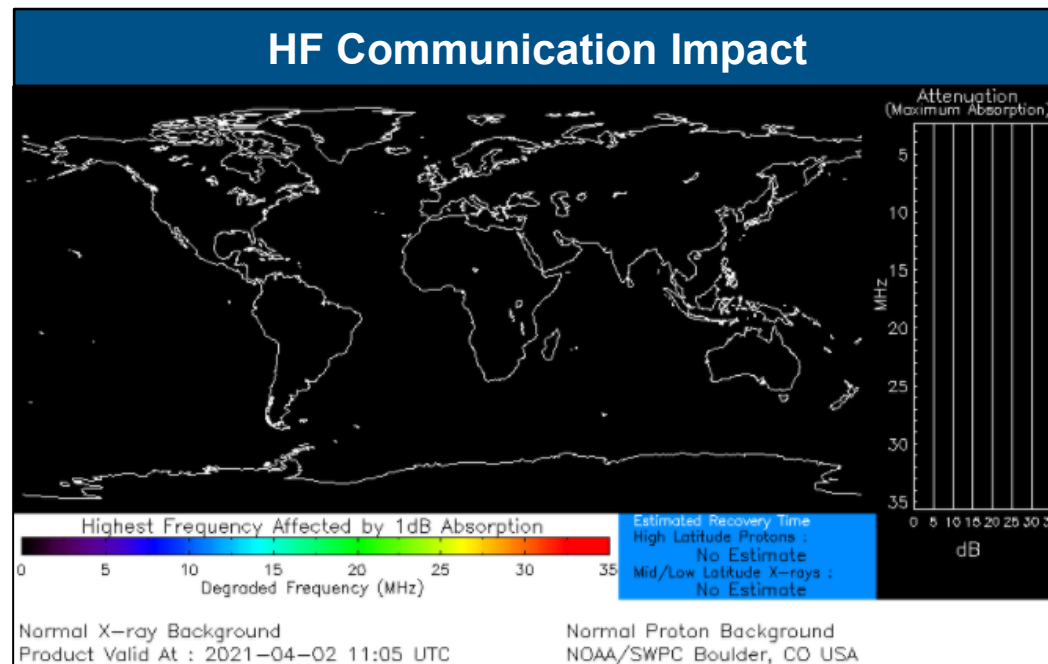 HF Communication Impact
Attenuation
(Maximum Absorption)
5
10
15
20
25
30
35
MHz
0 5 10 15 20 25 30
dB
Highest Frequency Affected by 1dB Absorption
0 5 10 15 20 25 30 35
Degraded Frequency (MHz)
Estimated Recovery Time
High Latitude Protons :
No Estimate
Mid/Low Latitude X-rays :
No Estimate
Normal X-ray Background
Product Valid At : 2021-04-02 11:05 UTC
Normal Proton Background
NOAA/SWPC Boulder, CO USA